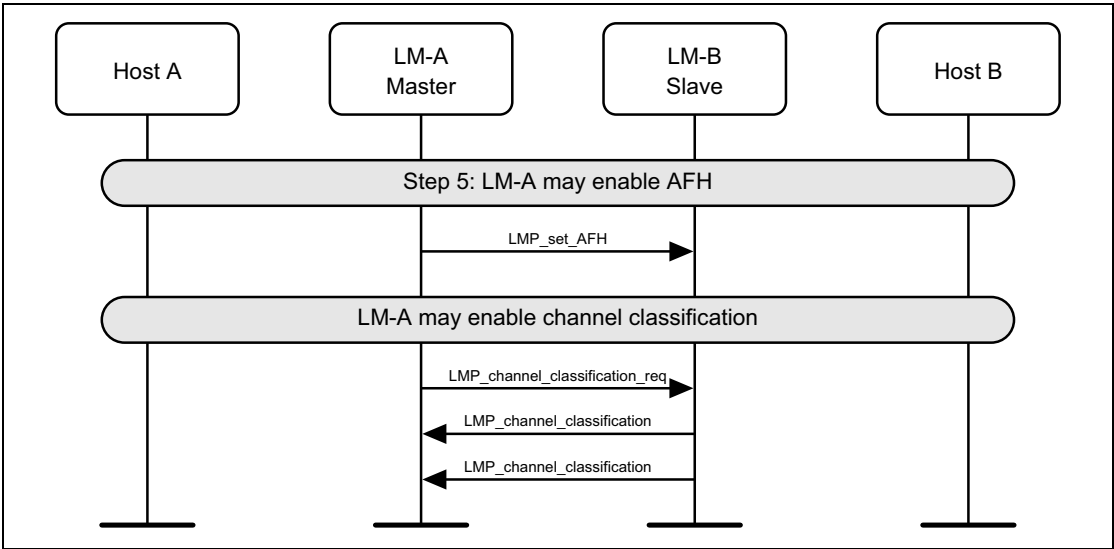 Host A
LM-A
Master
LM-B
Slave
Host B
Step 5: LM-A may enable AFH
LMP_set_AFH
LM-A may enable channel classification
LMP_channel_classification_req
LMP_channel_classification
LMP_channel_classification